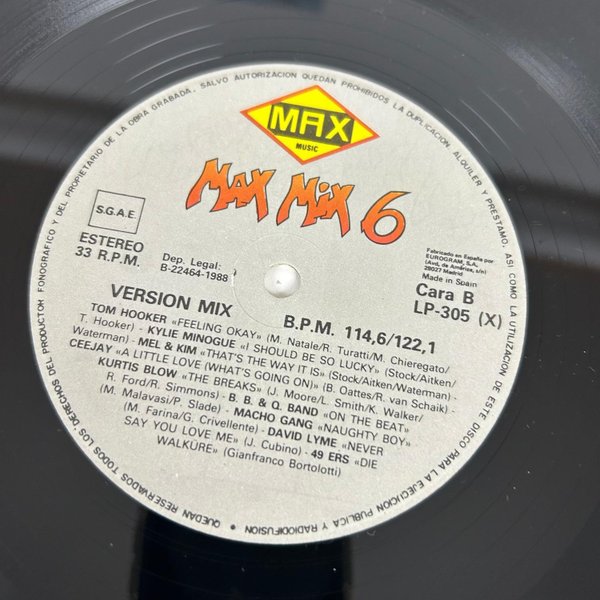 QUEDAN RESERVADOS TODOS LOS DERECHOS DEL PRODUCTOR FONOGRAFICO Y DEL PROPIETARIO DE LA OBRA GRABADA, SALVO AUTORIZACION QUEDAN PROHIBIDOS LA DUPLICACION, ALQUILER Y PRESTAMO, ASI COMO LA UTILIZACION DE ESTE DISCO PARA LA EJECUCION PUBLICA Y RADIODIFUSION •
MAX
MUSIC
MAX MIX 6
S.G.A.E.
ESTEREO
33 R.P.M.
Dep. Legal:
B-22464-1988
Fabricado en España por
EUROGRAM, S.A.
(Avd. de América, s/n)
28027 Madrid
Made in Spain
Cara B
LP-305 (X)
VERSION MIX
B.P.M. 114,6/122,1
TOM HOOKER «FEELING OKAY» (M. Natale/R. Turatti/M. Chieregato/
T. Hooker) - KYLIE MINOGUE «I SHOULD BE SO LUCKY» (Stock/Aitken/
Waterman) - MEL & KIM «THAT'S THE WAY IT IS» (Stock/Aitken/Waterman)
CEEJAY «A LITTLE LOVE (WHAT'S GOING ON)» (B. Oattes/R. van Schaik)
KURTIS BLOW «THE BREAKS» (J. Moore/L. Smith/K. Walker/
R. Ford/R. Simmons) - B. B. & Q. BAND «ON THE BEAT»
(M. Malavasi/P. Slade) - MACHO GANG «NAUGHTY BOY»
(M. Farina/G. Crivellente) - DAVID LYME «NEVER
SAY YOU LOVE ME» (J. Cubino) - 49 ERS «DIE
WALKÜRE» (Gianfranco Bortolotti)